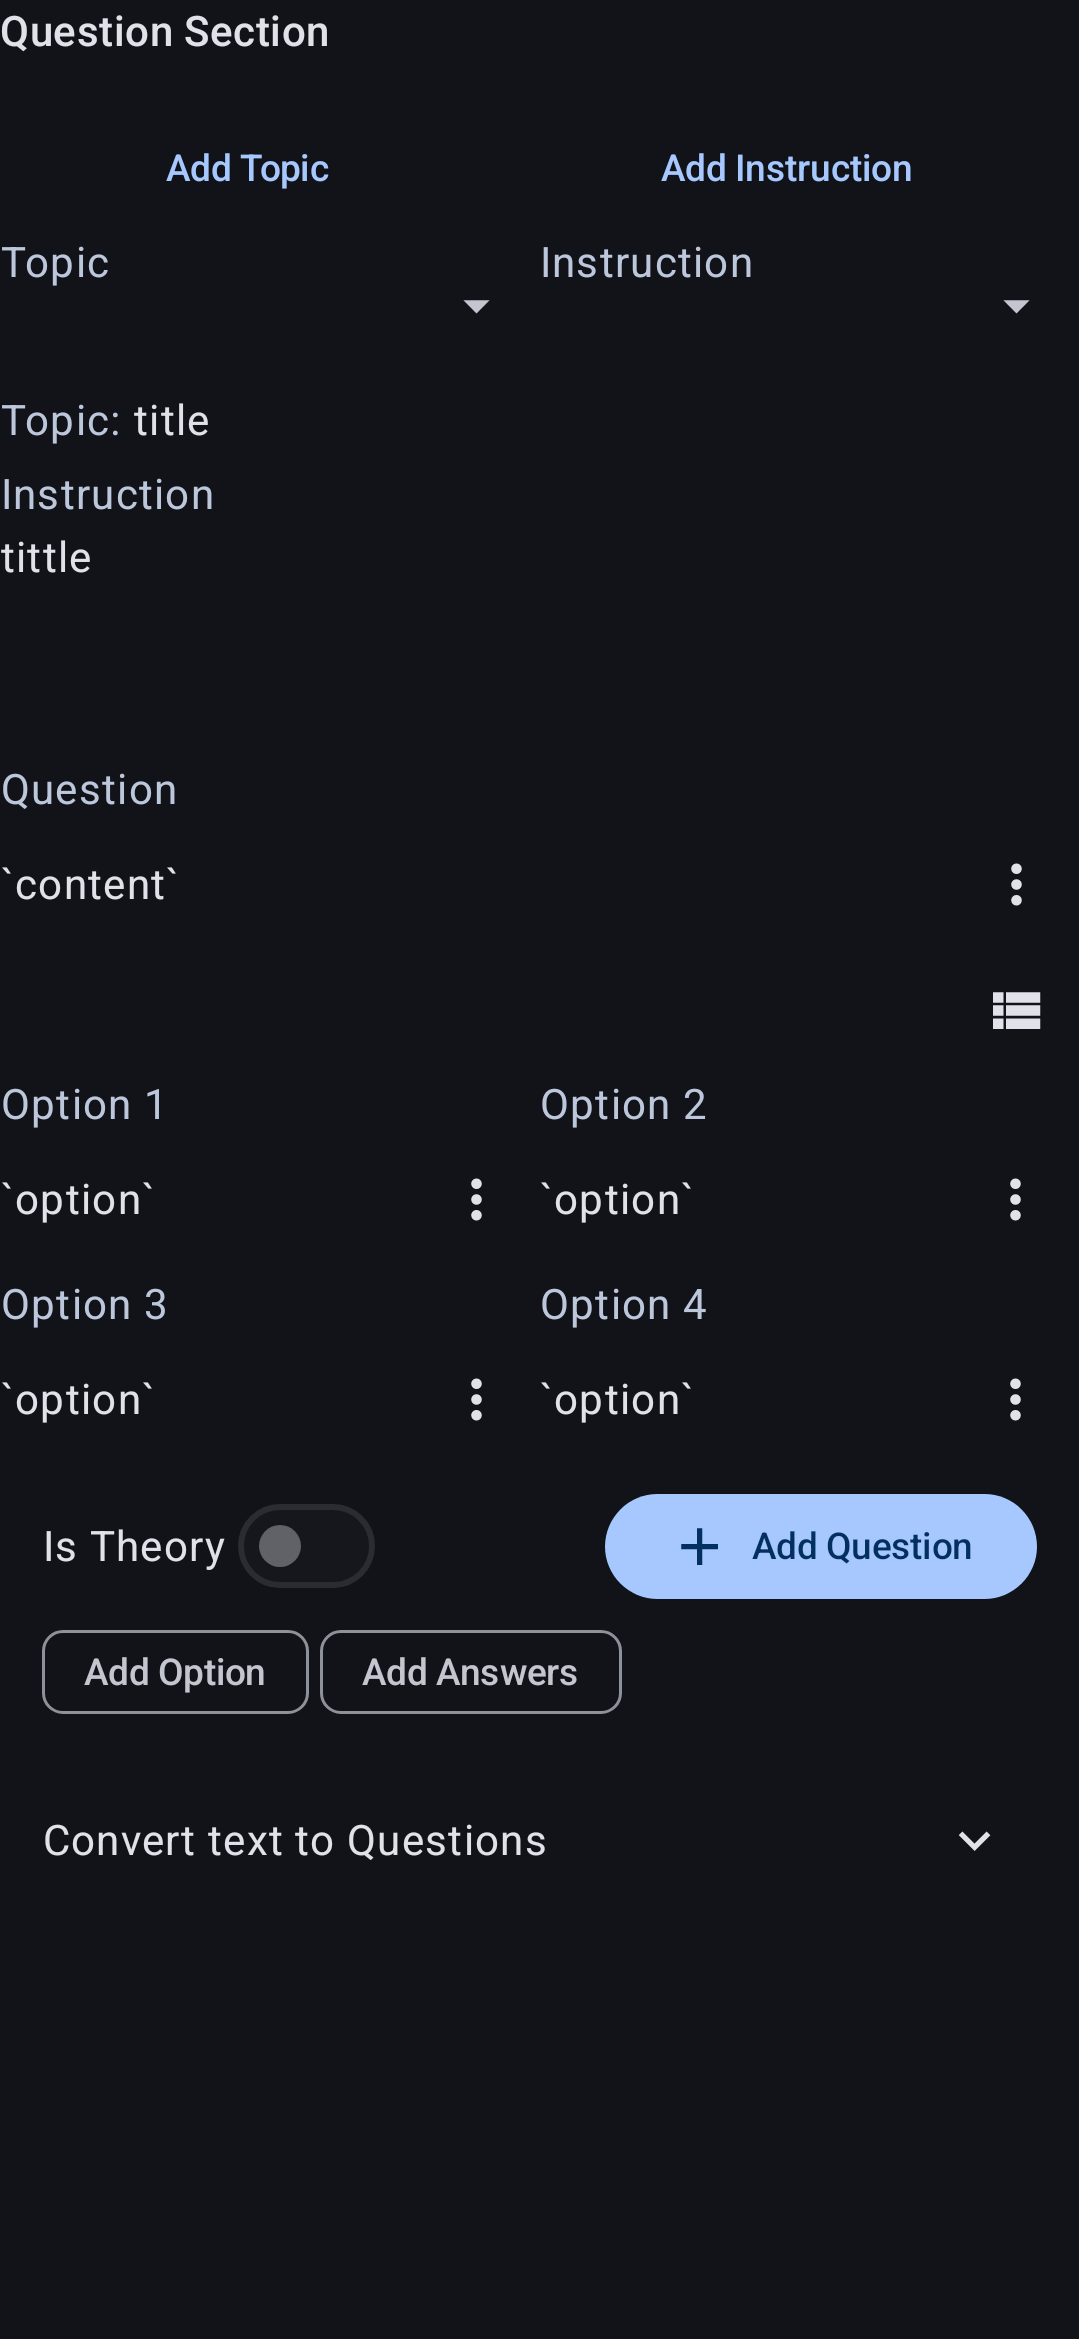 Question Section
Add Topic Add Instruction
Topic Instruction
Topic: title
Instruction
tittle
Question
`content`
Option 1 Option 2
`option` `option`
Option 3 Option 4
`option` `option`
Is Theory Add Question
Add Option Add Answers
Convert text to Questions